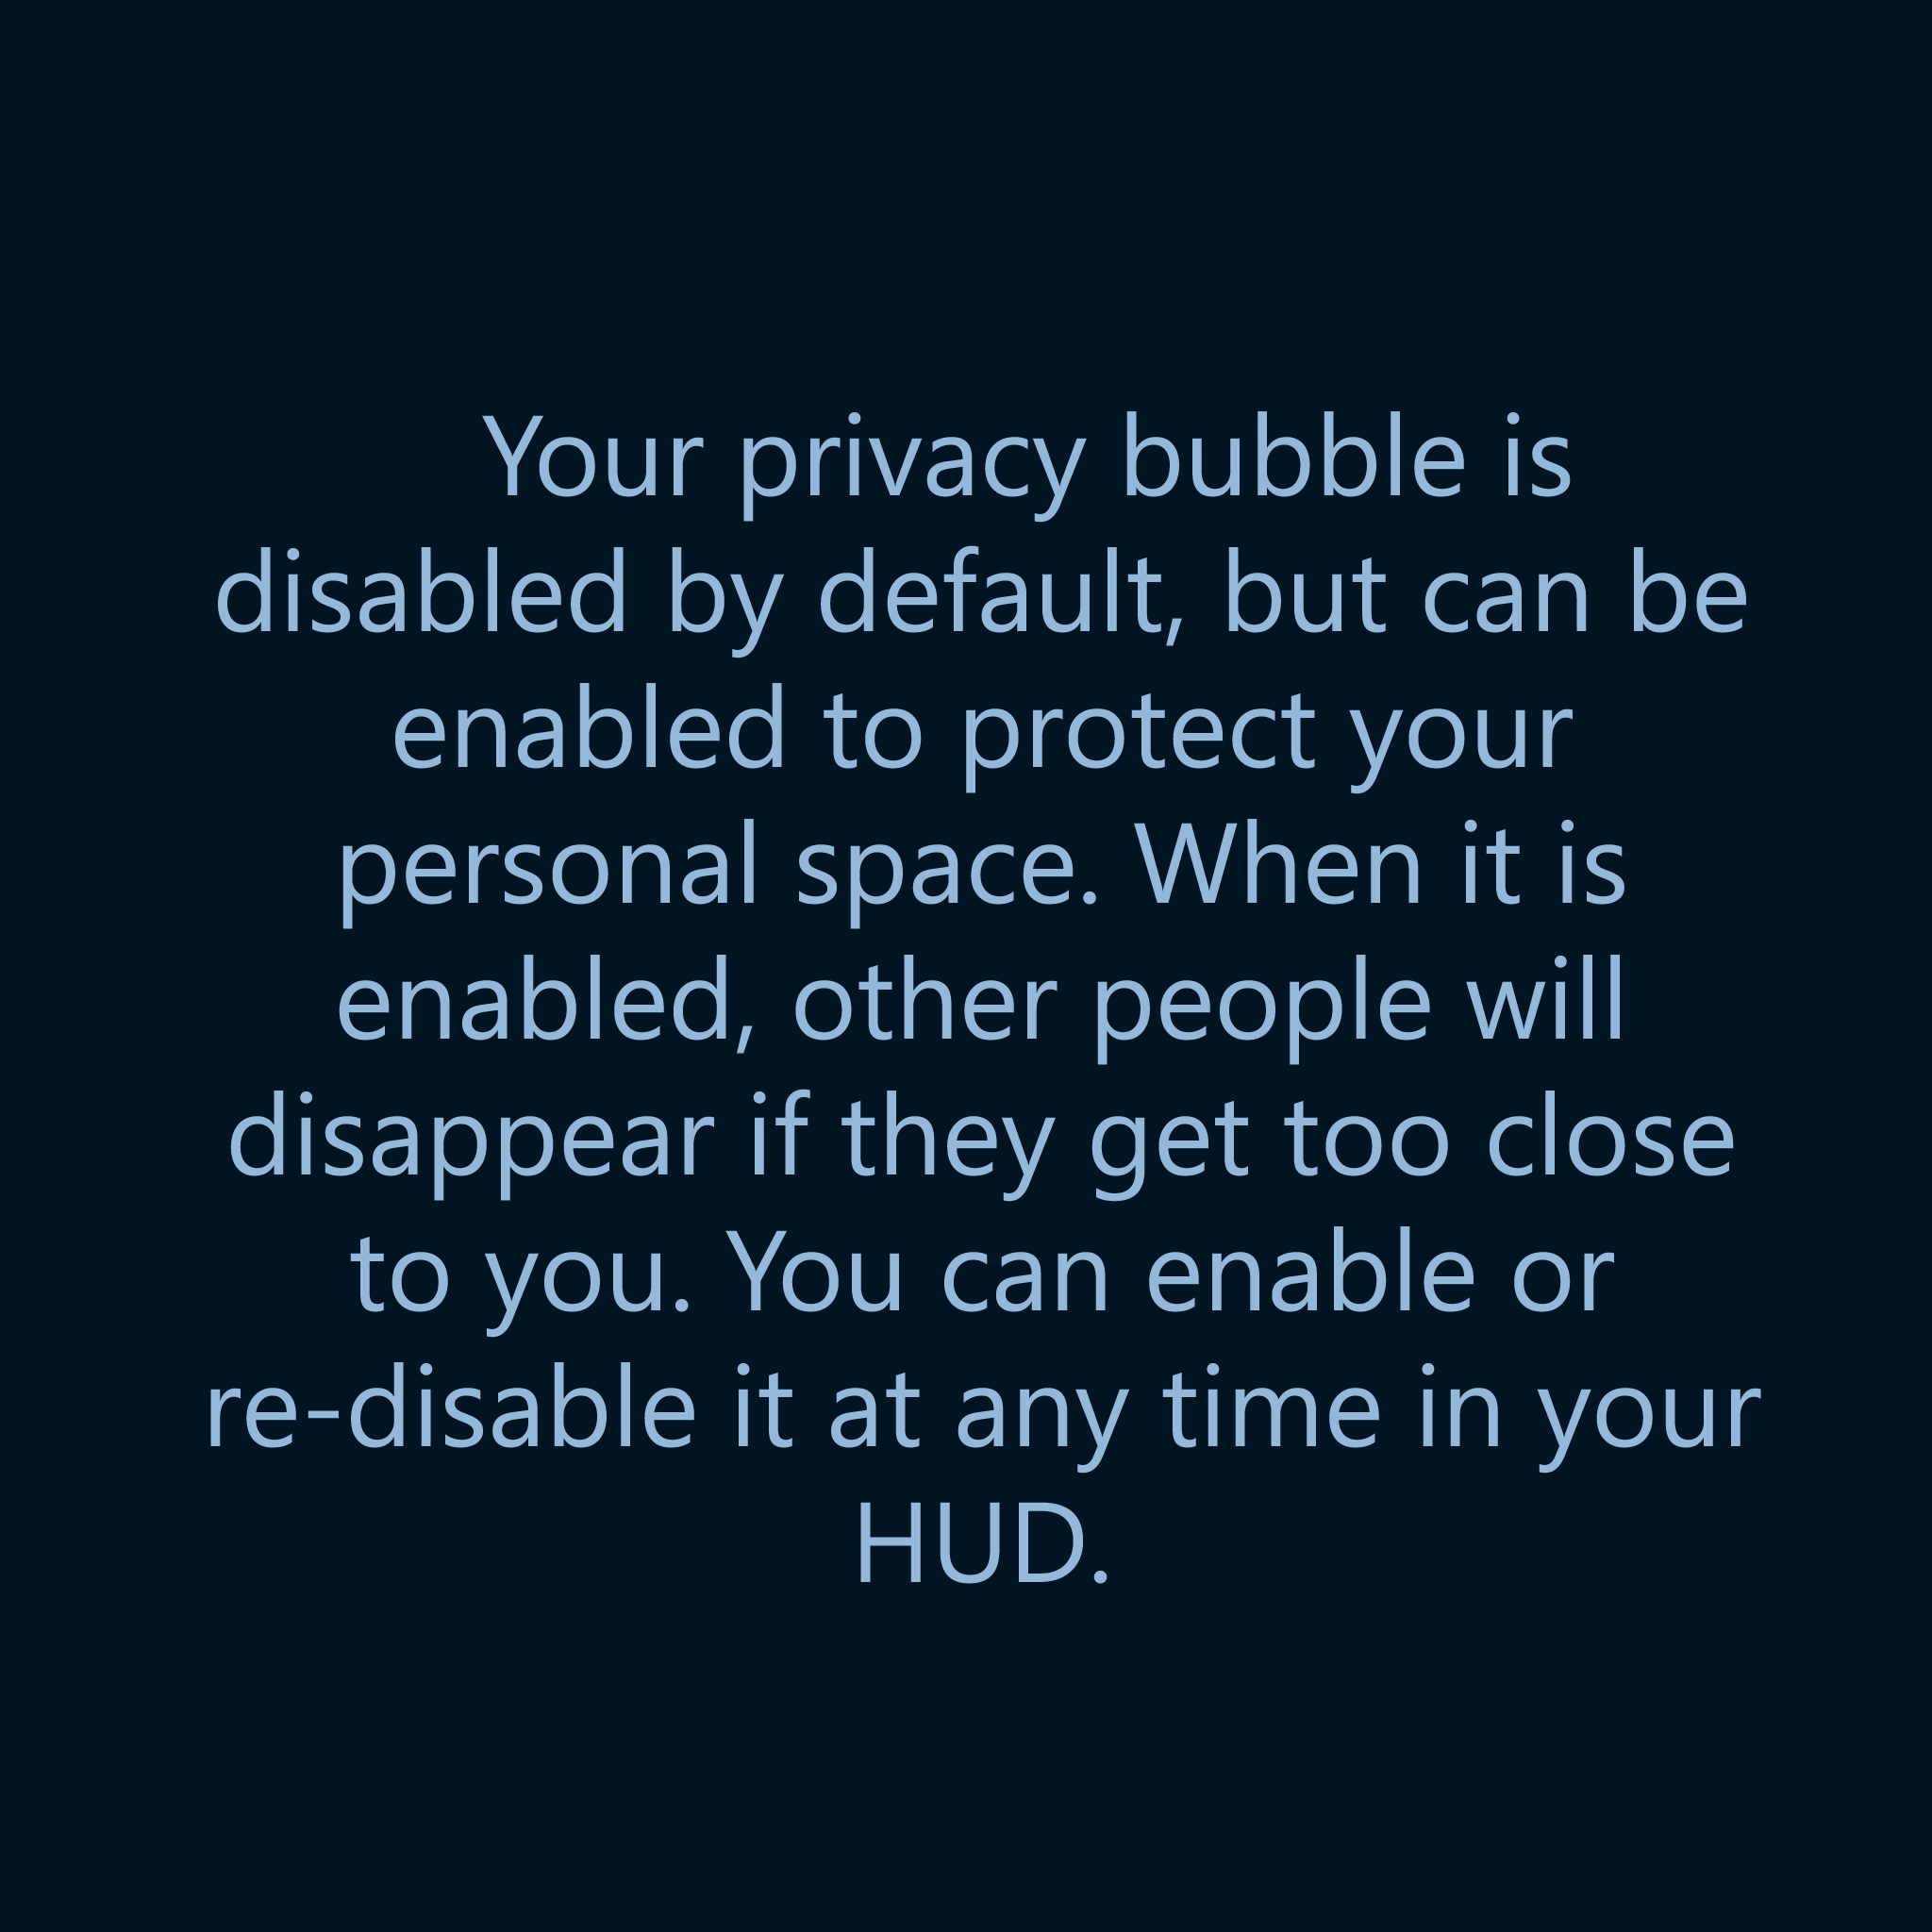 Your privacy bubble is
disabled by default, but can be
enabled to protect your
personal space. When it is
enabled, other people will
disappear if they get too close
to you. You can enable or
re-disable it at any time in your
HUD.